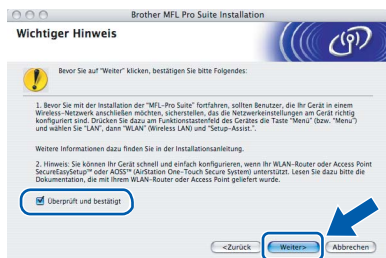 Brother MFL Pro Suite Installation
Wichtiger Hinweis
Bevor Sie auf "Weiter" klicken, bestätigen Sie bitte Folgendes:
1. Bevor Sie mit der Installation der "MFL-Pro Suite" fortfahren, sollten Benutzer, die Ihr Gerät in einem
Wireless-Netzwerk anschließen möchten, sicherstellen, das die Netzwerkeinstellungen am Gerät richtig
konfiguriert sind. Drücken Sie dazu am Funktionstastenfeld des Gerätes die Taste "Menü" (bzw. "Menu")
und wählen Sie "LAN", dann "WLAN" (Wireless LAN) und "Setup-Assist.".
Weitere Informationen dazu finden Sie in der Installationsanleitung.
2. Hinweis: Sie können Ihr Gerät schnell und einfach konfigurieren, wenn Ihr WLAN-Router oder Access Point
SecureEasySetup™ oder AOSS™ (AirStation One-Touch Secure System) unterstützt. Lesen Sie dazu bitte die
Dokumentation, die mit Ihrem WLAN-Router oder Access Point geliefert wurde.
Überprüft und bestätigt
<Zurück Weiter> Abbrechen